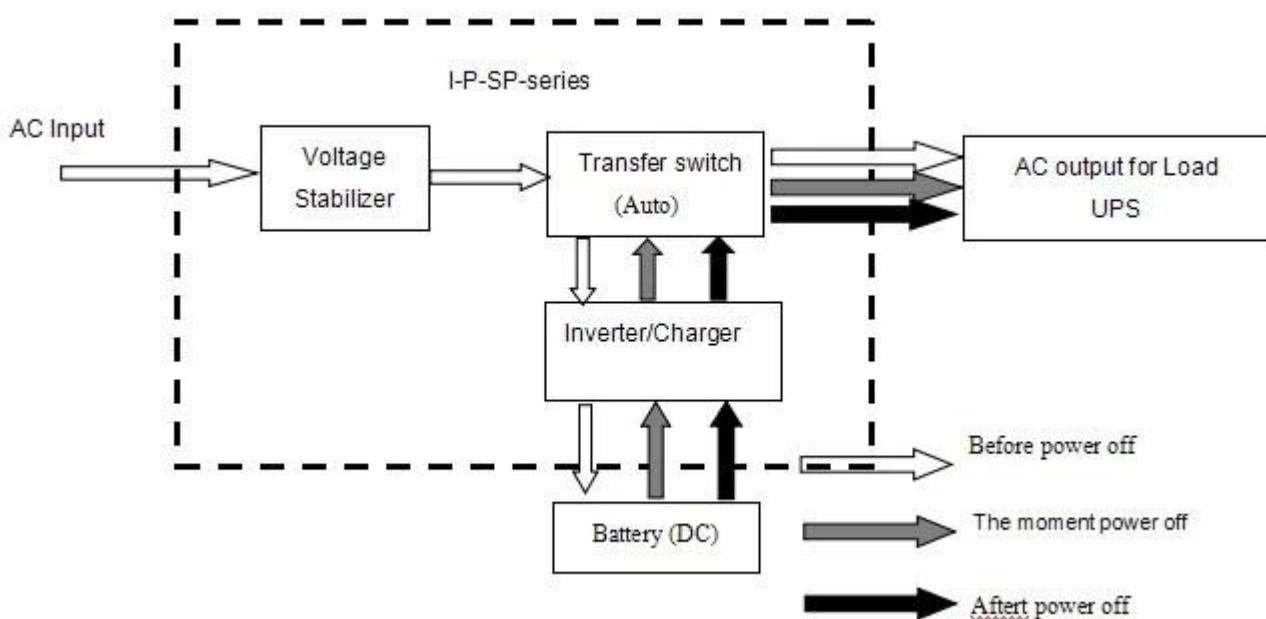 I-P-SP-series
AC Input
Voltage
Stabilizer
Transfer switch
(Auto)
AC output for Load
UPS
Inverter/Charger
Battery (DC)
Before power off
The moment power off
Aftert power off